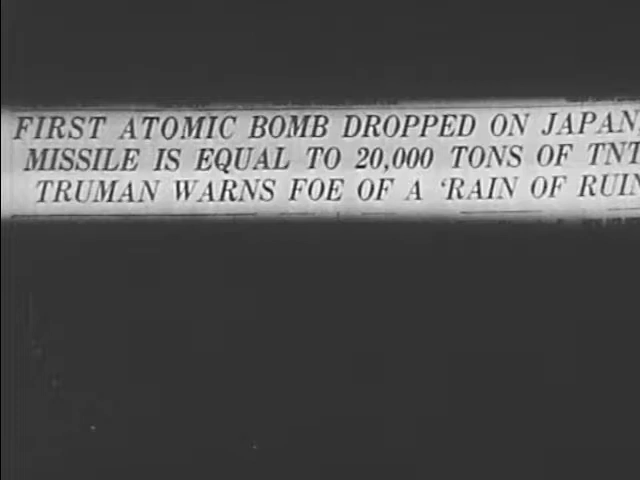 FIRST ATOMIC BOMB DROPPED ON JAPAN
MISSILE IS EQUAL TO 20,000 TONS OF TNT
TRUMAN WARNS FOE OF A 'RAIN OF RUIN